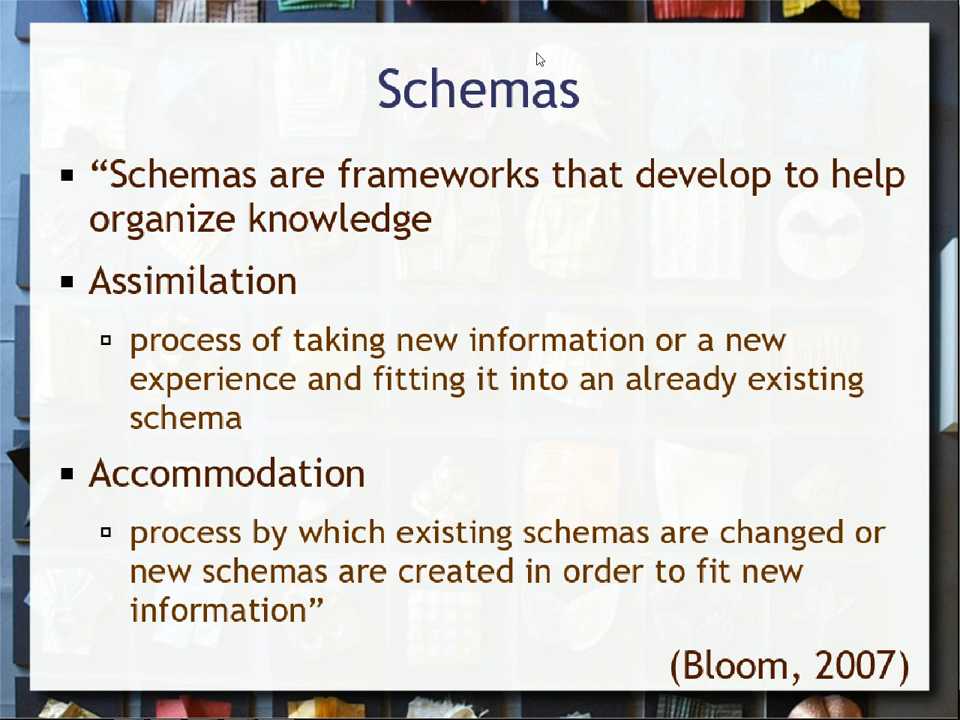 Schemas
“Schemas are frameworks that develop to help
organize knowledge
Assimilation
process of taking new information or a new
experience and fitting it into an already existing
schema
Accommodation
process by which existing schemas are changed or
new schemas are created in order to fit new
information”
(Bloom, 2007)